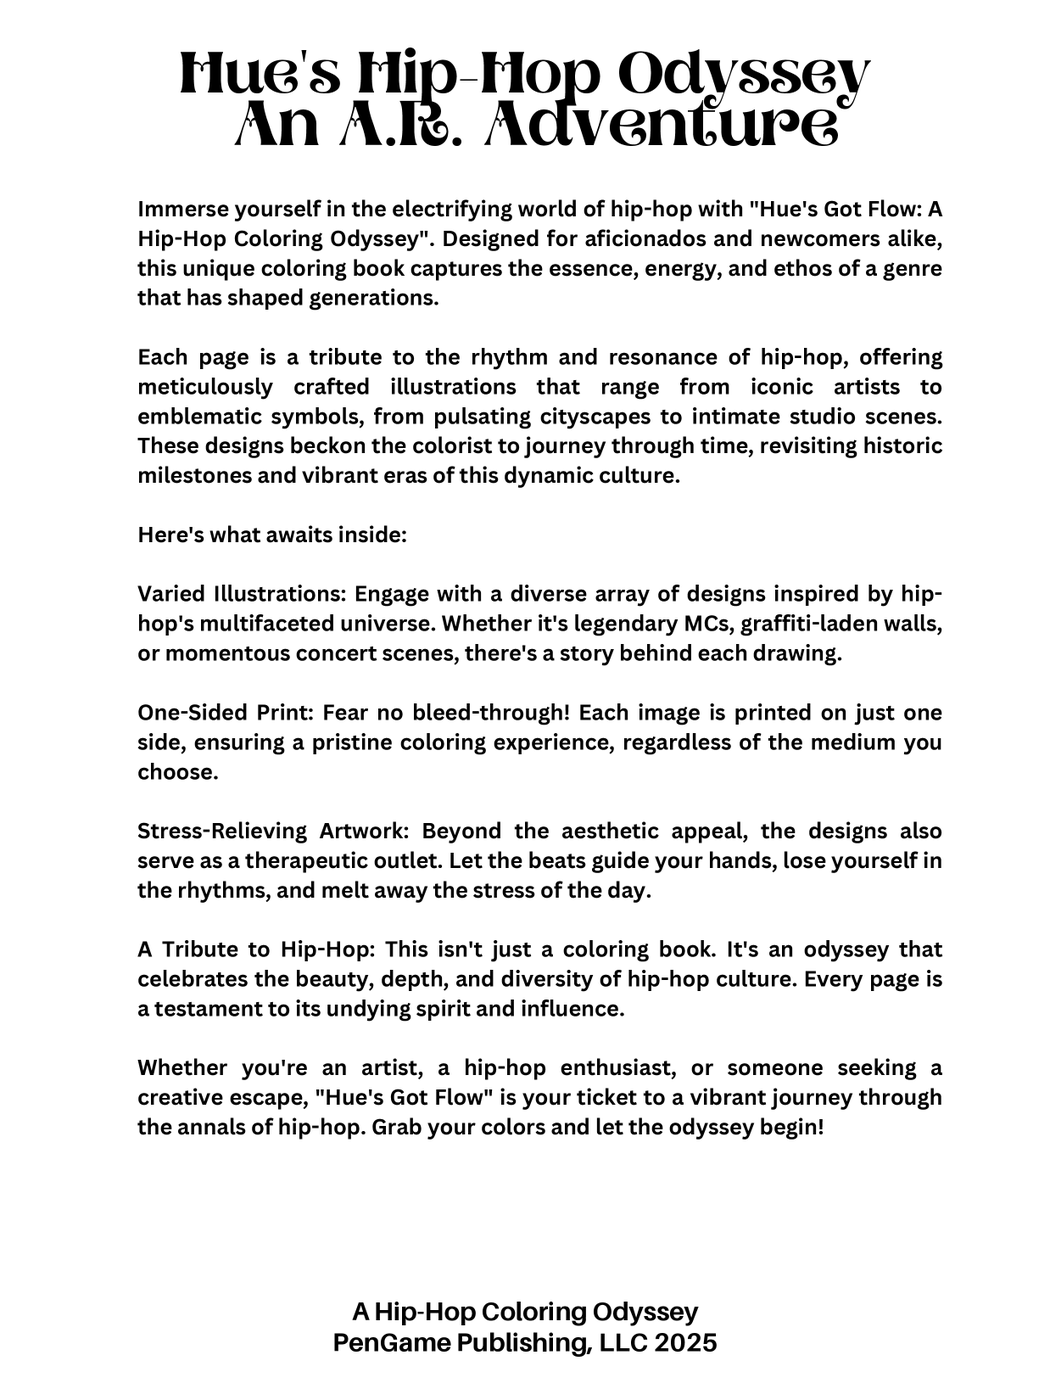 Hue's Hip-Hop Odyssey
An A.R. Adventure
Immerse yourself in the electrifying world of hip-hop with "Hue's Got Flow: A
Hip-Hop Coloring Odyssey". Designed for aficionados and newcomers alike,
this unique coloring book captures the essence, energy, and ethos of a genre
that has shaped generations.
Each page is a tribute to the rhythm and resonance of hip-hop, offering
meticulously crafted illustrations that range from iconic artists to
emblematic symbols, from pulsating cityscapes to intimate studio scenes.
These designs beckon the colorist to journey through time, revisiting historic
milestones and vibrant eras of this dynamic culture.
Here's what awaits inside:
Varied Illustrations: Engage with a diverse array of designs inspired by hip-
hop's multifaceted universe. Whether it's legendary MCs, graffiti-laden walls,
or momentous concert scenes, there's a story behind each drawing.
One-Sided Print: Fear no bleed-through! Each image is printed on just one
side, ensuring a pristine coloring experience, regardless of the medium you
choose.
Stress-Relieving Artwork: Beyond the aesthetic appeal, the designs also
serve as a therapeutic outlet. Let the beats guide your hands, lose yourself in
the rhythms, and melt away the stress of the day.
A Tribute to Hip-Hop: This isn't just a coloring book. It's an odyssey that
celebrates the beauty, depth, and diversity of hip-hop culture. Every page is
a testament to its undying spirit and influence.
Whether you're an artist, a hip-hop enthusiast, or someone seeking a
creative escape, "Hue's Got Flow" is your ticket to a vibrant journey through
the annals of hip-hop. Grab your colors and let the odyssey begin!
A Hip-Hop Coloring Odyssey
PenGame Publishing, LLC 2025